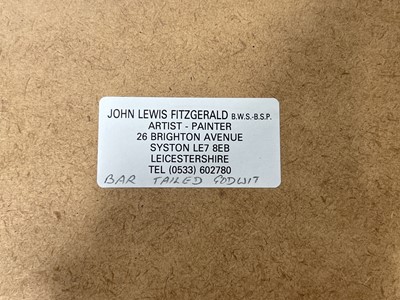 JOHN LEWIS FITZGERALD B.W.S.-B.S.P.
ARTIST - PAINTER
26 BRIGHTON AVENUE
SYSTON LE7 8EB
LEICESTERSHIRE
TEL (0533) 602780
BAR TAILED GODWIT